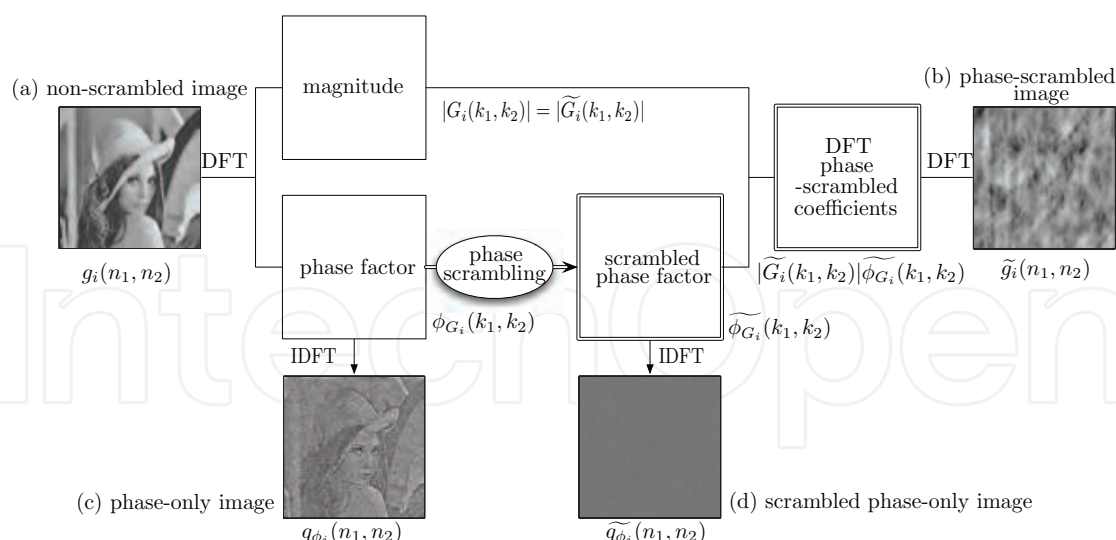 (a) non-scrambled image
DFT
g_i(n_1, n_2)
magnitude
|G_i(k_1, k_2)| = |\widetilde{G_i}(k_1, k_2)|
phase factor
\phi_{G_i}(k_1, k_2)
phase
scrambling
scrambled
phase factor
\widetilde{\phi_{G_i}}(k_1, k_2)
DFT
phase
-scrambled
coefficients
|\widetilde{G_i}(k_1, k_2)|\widetilde{\phi_{G_i}}(k_1, k_2)
DFT
(b) phase-scrambled
image
\widetilde{g_i}(n_1, n_2)
IDFT
(c) phase-only image
g_{\phi_i}(n_1, n_2)
IDFT
(d) scrambled phase-only image
\widetilde{g_{\phi_i}}(n_1, n_2)
IntechOpen